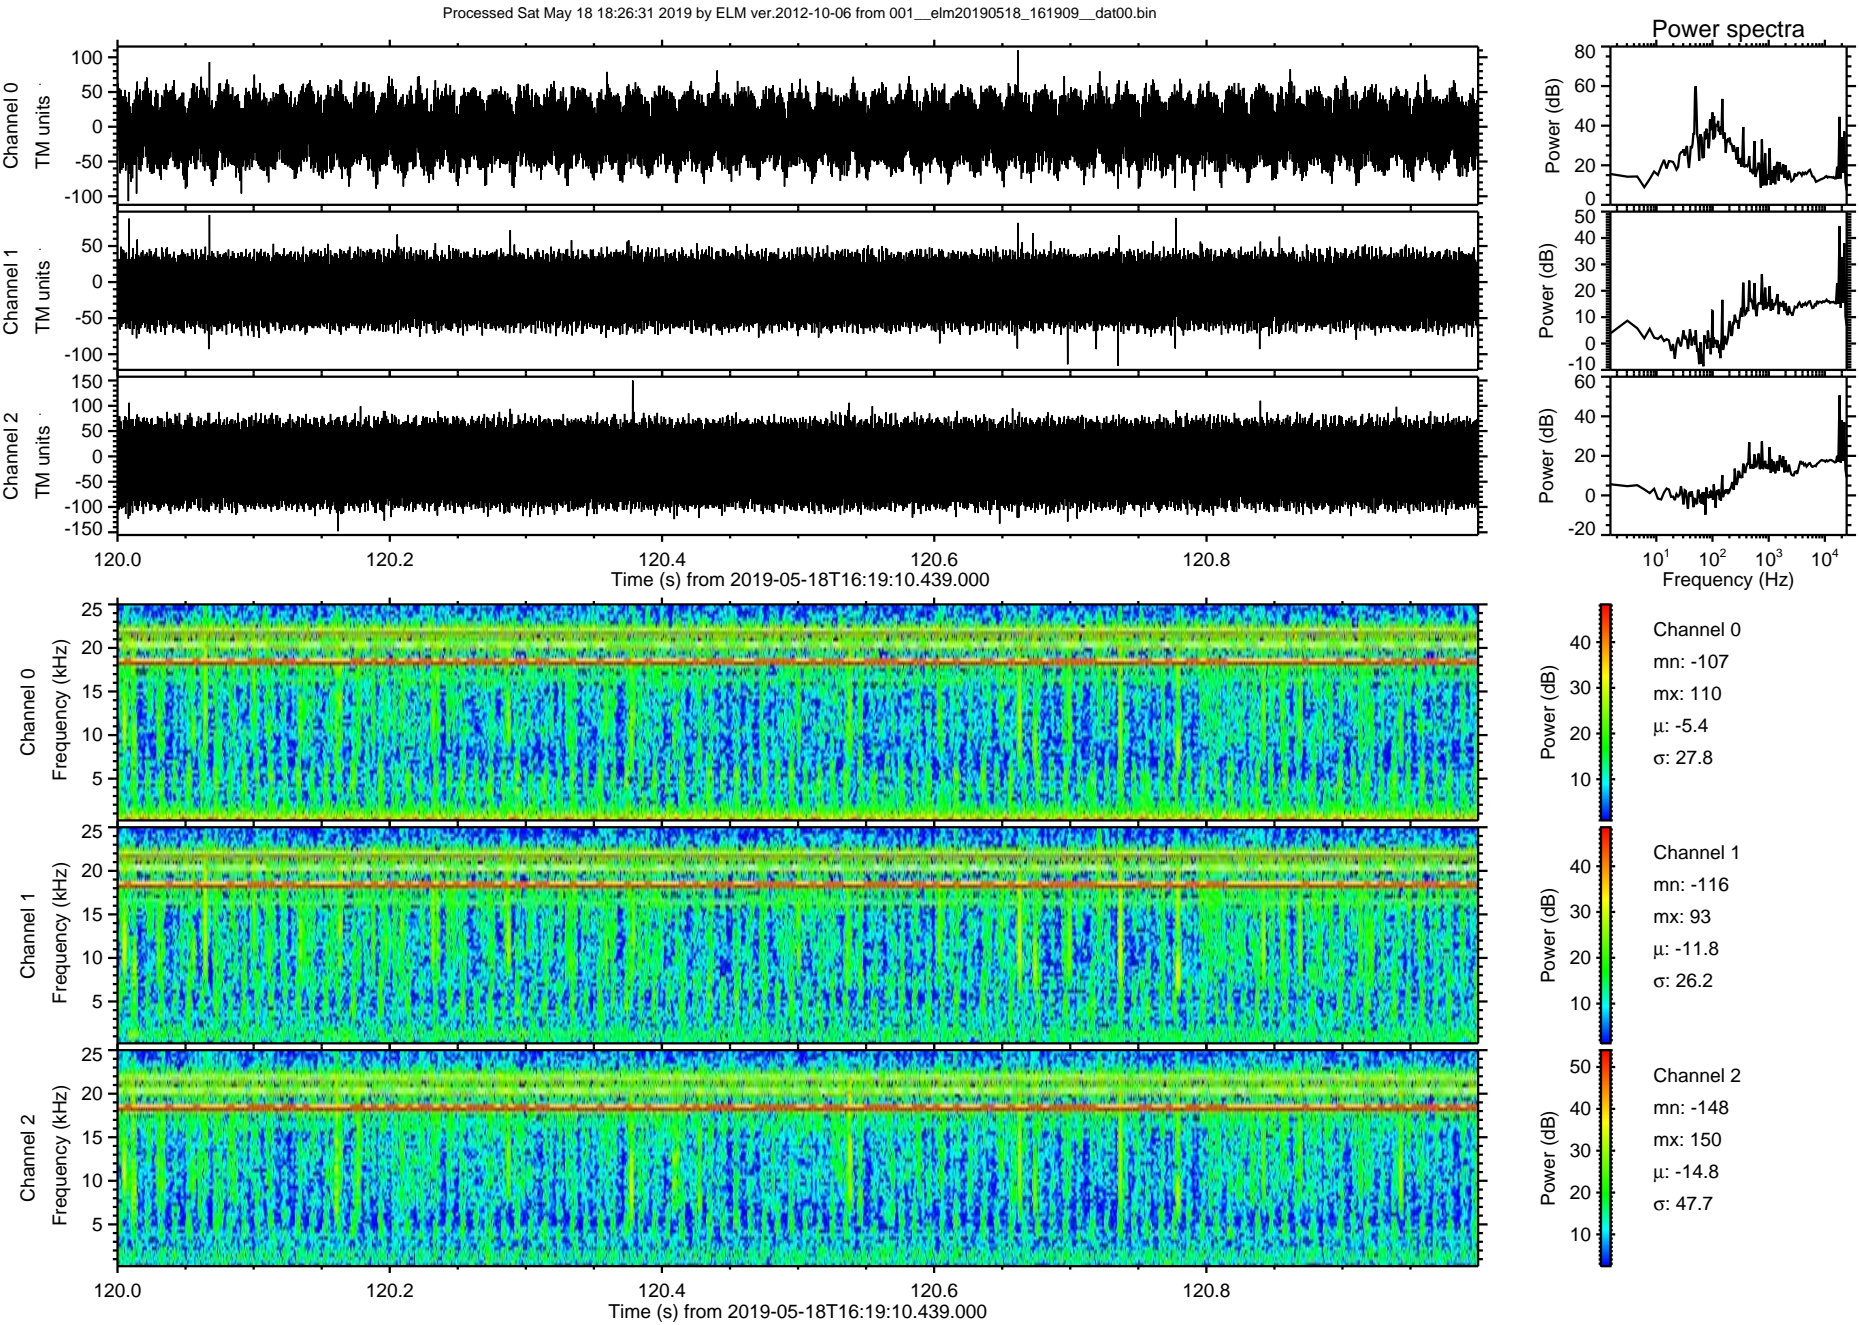 Processed Sat May 18 18:26:31 2019 by ELM ver.2012-10-06 from 001__elm20190518_161909__dat00.bin
Power spectra
Channel 0
TM units
100
50
0
-50
-100
Power (dB)
80
60
40
20
0
Channel 1
TM units
50
0
-50
-100
Power (dB)
50
40
30
20
10
0
-10
Channel 2
TM units
150
100
50
0
-50
-100
-150
Power (dB)
60
40
20
0
-20
120.0 120.2 120.4 120.6 120.8
Time (s) from 2019-05-18T16:19:10.439.000
10^1 10^2 10^3 10^4
Frequency (Hz)
Channel 0
Frequency (kHz)
25
20
15
10
5
Power (dB)
40
30
20
10
Channel 0
mn: -107
mx: 110
μ: -5.4
σ: 27.8
Channel 1
Frequency (kHz)
25
20
15
10
5
Power (dB)
40
30
20
10
Channel 1
mn: -116
mx: 93
μ: -11.8
σ: 26.2
Channel 2
Frequency (kHz)
25
20
15
10
5
Power (dB)
50
40
30
20
10
Channel 2
mn: -148
mx: 150
μ: -14.8
σ: 47.7
120.0 120.2 120.4 120.6 120.8
Time (s) from 2019-05-18T16:19:10.439.000